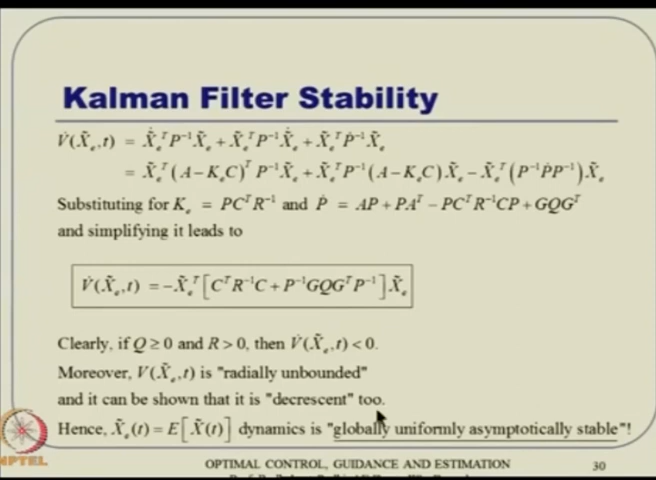 Kalman Filter Stability
V̇(X̃ₑ,t) = Ẋ̃ₑᵀP⁻¹X̃ₑ + X̃ₑᵀP⁻¹Ẋ̃ₑ + X̃ₑᵀṖ⁻¹X̃ₑ
= X̃ₑᵀ(A−KₑC)ᵀP⁻¹X̃ₑ + X̃ₑᵀP⁻¹(A−KₑC)X̃ₑ − X̃ₑᵀ(P⁻¹ṖP⁻¹)X̃ₑ
Substituting for Kₑ = PCᵀR⁻¹ and Ṗ = AP + PAᵀ − PCᵀR⁻¹CP + GQGᵀ
and simplifying it leads to
V̇(X̃ₑ,t) = −X̃ₑᵀ[CᵀR⁻¹C + P⁻¹GQGᵀP⁻¹]X̃ₑ
Clearly, if Q ≥ 0 and R > 0, then V̇(X̃ₑ,t) < 0.
Moreover, V(X̃ₑ,t) is "radially unbounded"
and it can be shown that it is "decrescent" too.
Hence, X̃ₑ(t) = E[X̃(t)] dynamics is "globally uniformly asymptotically stable"!
NPTEL
OPTIMAL CONTROL, GUIDANCE AND ESTIMATION
30